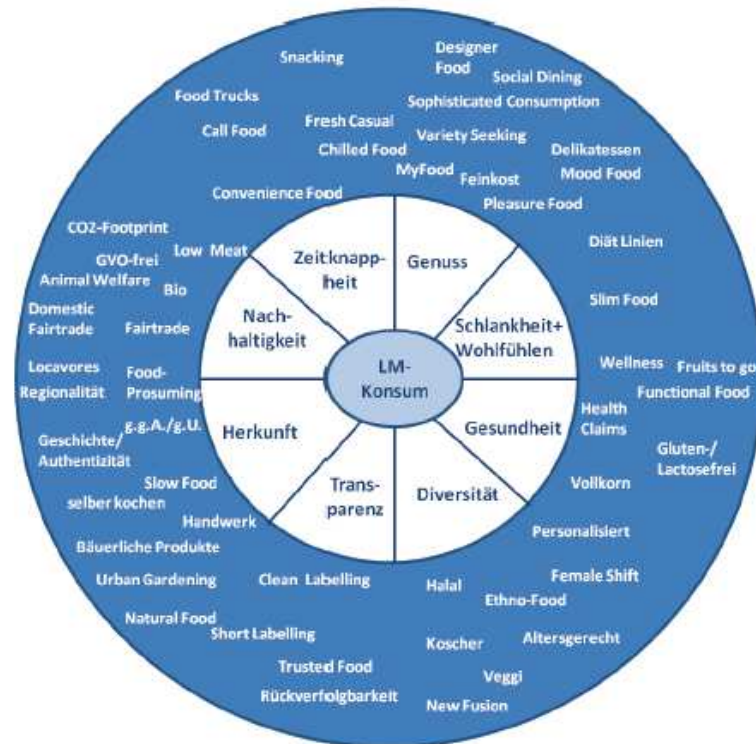 Snacking
Designer
Food
Social Dining
Food Trucks
Sophisticated Consumption
Call Food
Fresh Casual
Variety Seeking
Chilled Food
Delikatessen
MyFood
Mood Food
Feinkost
Convenience Food
Pleasure Food
CO2-Footprint
Low Meat
GVO-frei
Animal Welfare
Bio
Domestic
Fairtrade
Fairtrade
Diät Linien
Slim Food
Locavores
Regionalität
Food-
Prosuming
Wellness
Fruits to go
Functional Food
Health
Claims
g.g.A./g.U.
Geschichte/
Authentizität
Gluten-/
Lactosefrei
Slow Food
selber kochen
Vollkorn
Handwerk
Personalisiert
Bäuerliche Produkte
Urban Gardening
Clean Labelling
Halal
Female Shift
Ethno-Food
Natural Food
Short Labelling
Koscher
Altersgerecht
Trusted Food
Veggi
Rückverfolgbarkeit
New Fusion
Zeitknapp-
heit
Genuss
Nach-
haltigkeit
Schlankheit+
Wohlfühlen
LM-
Konsum
Herkunft
Gesundheit
Trans-
parenz
Diversität